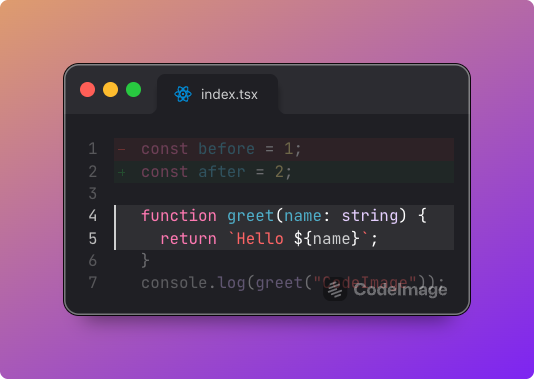 index.tsx
1 - const before = 1;
2 + const after = 2;
3
4 function greet(name: string) {
5 return `Hello ${name}`;
6 }
7 console.log(greet("CodeImage"));
CodeImage